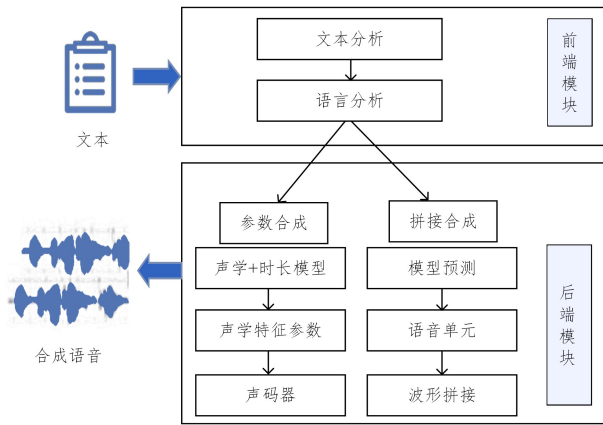 文本分析
语言分析
前端模块
文本
参数合成
拼接合成
声学+时长模型
模型预测
声学特征参数
语音单元
声码器
波形拼接
后端模块
合成语音